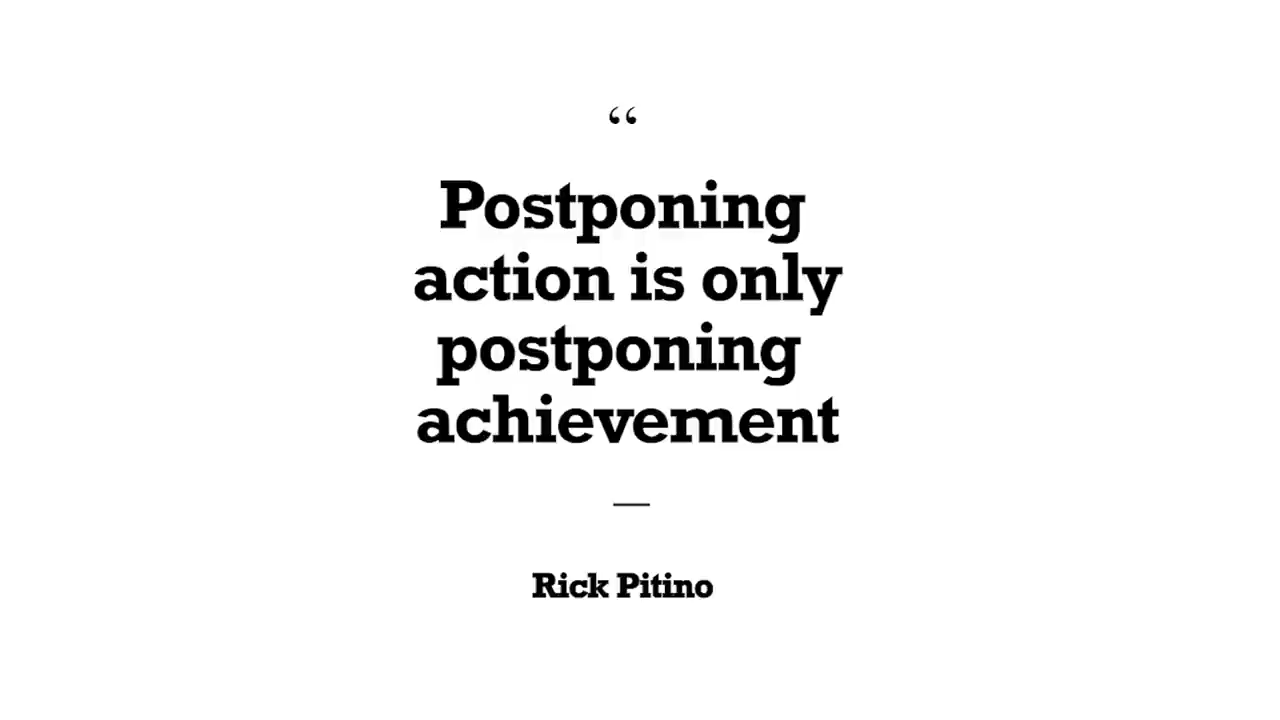 “
Postponing
action is only
postponing
achievement
—
Rick Pitino